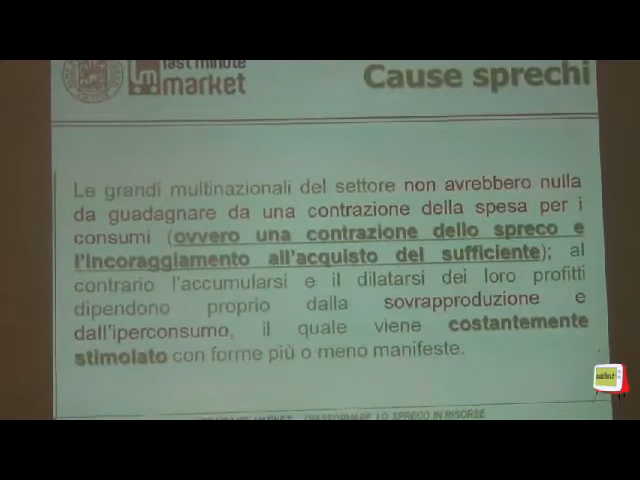 last minute
market
Cause sprechi
Le grandi multinazionali del settore non avrebbero nulla
da guadagnare da una contrazione della spesa per i
consumi (ovvero una contrazione dello spreco e
l'incoraggiamento all'acquisto del sufficiente); al
contrario l'accumularsi e il dilatarsi dei loro profitti
dipendono proprio dalla sovrapproduzione e
dall'iperconsumo, il quale viene costantemente
stimolato con forme più o meno manifeste.
MARKET TRASFORMARE LO SPRECO IN RISORSE